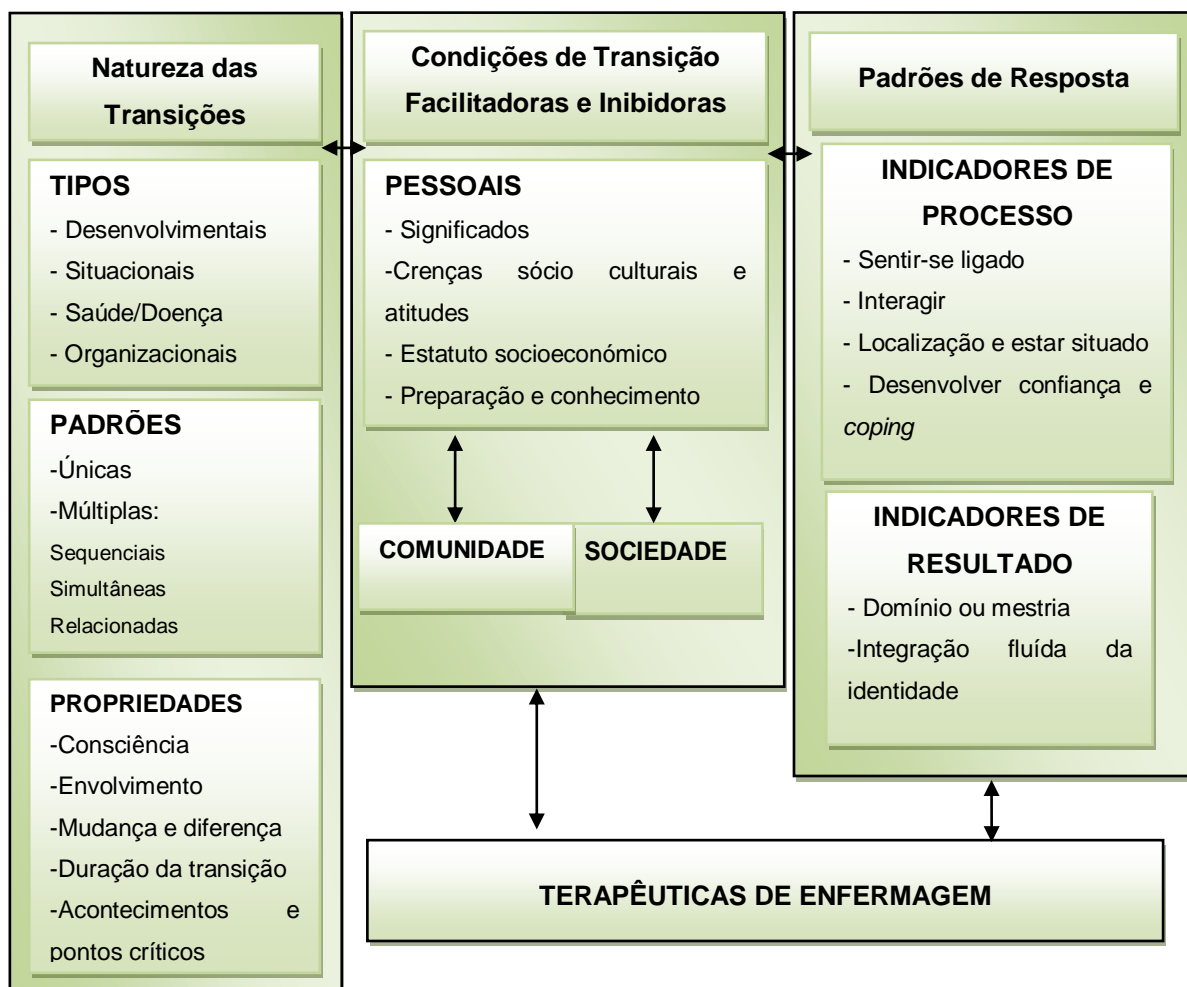 Natureza das
Transições
TIPOS
- Desenvolvimentais
- Situacionais
- Saúde/Doença
- Organizacionais
PADRÕES
-Únicas
-Múltiplas:
Sequenciais
Simultâneas
Relacionadas
PROPRIEDADES
-Consciência
-Envolvimento
-Mudança e diferença
-Duração da transição
-Acontecimentos e
pontos críticos
Condições de Transição
Facilitadoras e Inibidoras
PESSOAIS
- Significados
-Crenças sócio culturais e
atitudes
- Estatuto socioeconómico
- Preparação e conhecimento
COMUNIDADE
SOCIEDADE
Padrões de Resposta
INDICADORES DE
PROCESSO
- Sentir-se ligado
- Interagir
- Localização e estar situado
- Desenvolver confiança e
coping
INDICADORES DE
RESULTADO
- Domínio ou mestria
-Integração fluída da
identidade
TERAPÊUTICAS DE ENFERMAGEM